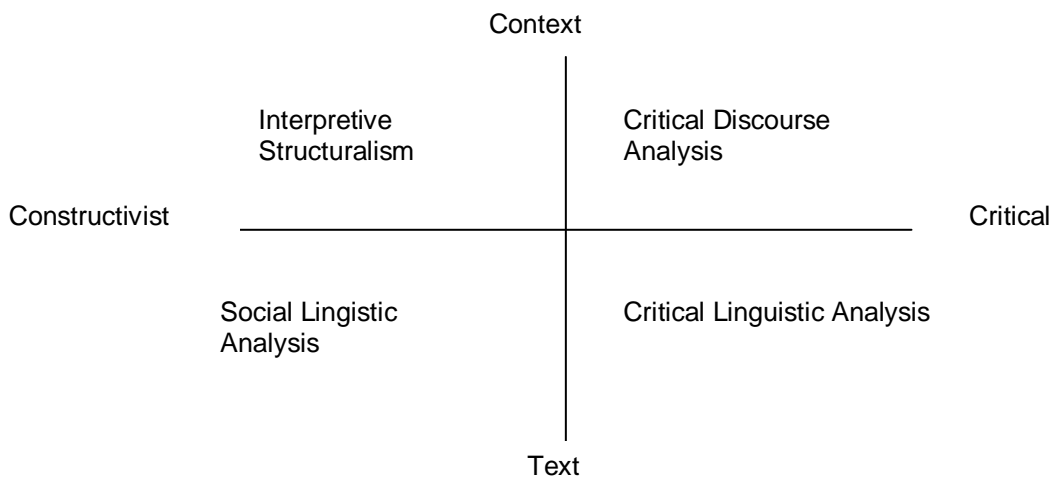 Context
Interpretive
Structuralism
Critical Discourse
Analysis
Constructivist
Critical
Social Lingistic
Analysis
Critical Linguistic Analysis
Text